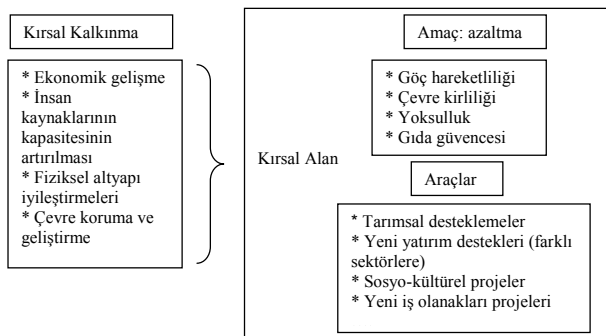 Kırsal Kalkınma
* Ekonomik gelişme
* İnsan
kaynaklarının
kapasitesinin
artırılması
* Fiziksel altyapı
iyileştirmeleri
* Çevre koruma ve
geliştirme
Kırsal Alan
Amaç: azaltma
* Göç hareketliliği
* Çevre kirliliği
* Yoksulluk
* Gıda güvencesi
Araçlar
* Tarımsal desteklemeler
* Yeni yatırım destekleri (farklı
sektörlere)
* Sosyo-kültürel projeler
* Yeni iş olanakları projeleri